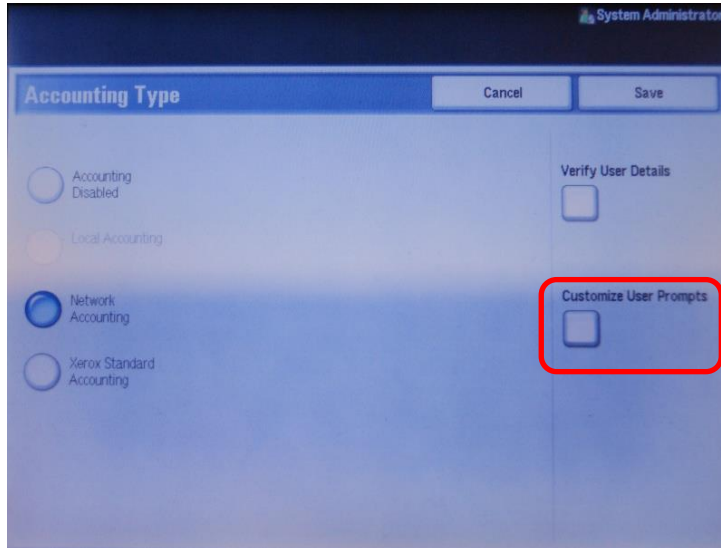 System Administrator
Accounting Type
Cancel
Save
Accounting
Disabled
Verify User Details
Local Accounting
Network
Accounting
Customize User Prompts
Xerox Standard
Accounting